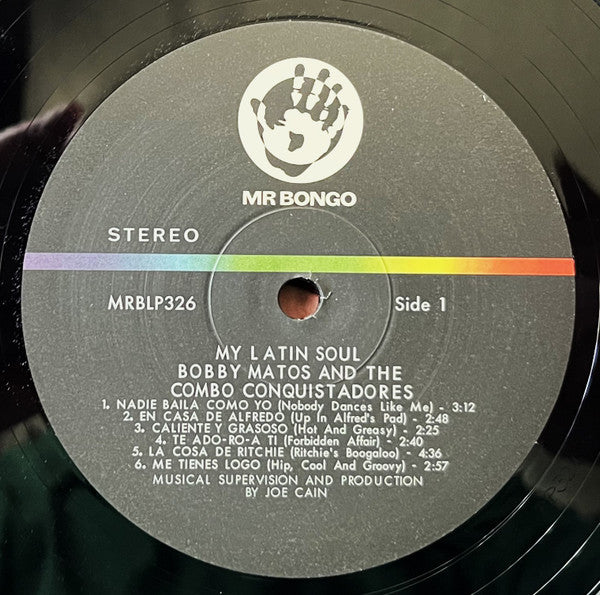 MR BONGO
STEREO
MRBLP326
Side 1
MY LATIN SOUL
BOBBY MATOS AND THE
COMBO CONQUISTADORES
1. NADIE BAILA COMO YO (Nobody Dances Like Me) - 3:12
2. EN CASA DE ALFREDO (Up In Alfred's Pad) - 2:48
3. CALIENTE Y GRASOSO (Hot And Greasy) - 2:25
4. TE ADO-RO-A TI (Forbidden Affair) - 2:40
5. LA COSA DE RITCHIE (Ritchie's Boogaloo) - 4:36
6. ME TIENES LOGO (Hip, Cool And Groovy) - 2:57
MUSICAL SUPERVISION AND PRODUCTION
BY JOE CAIN